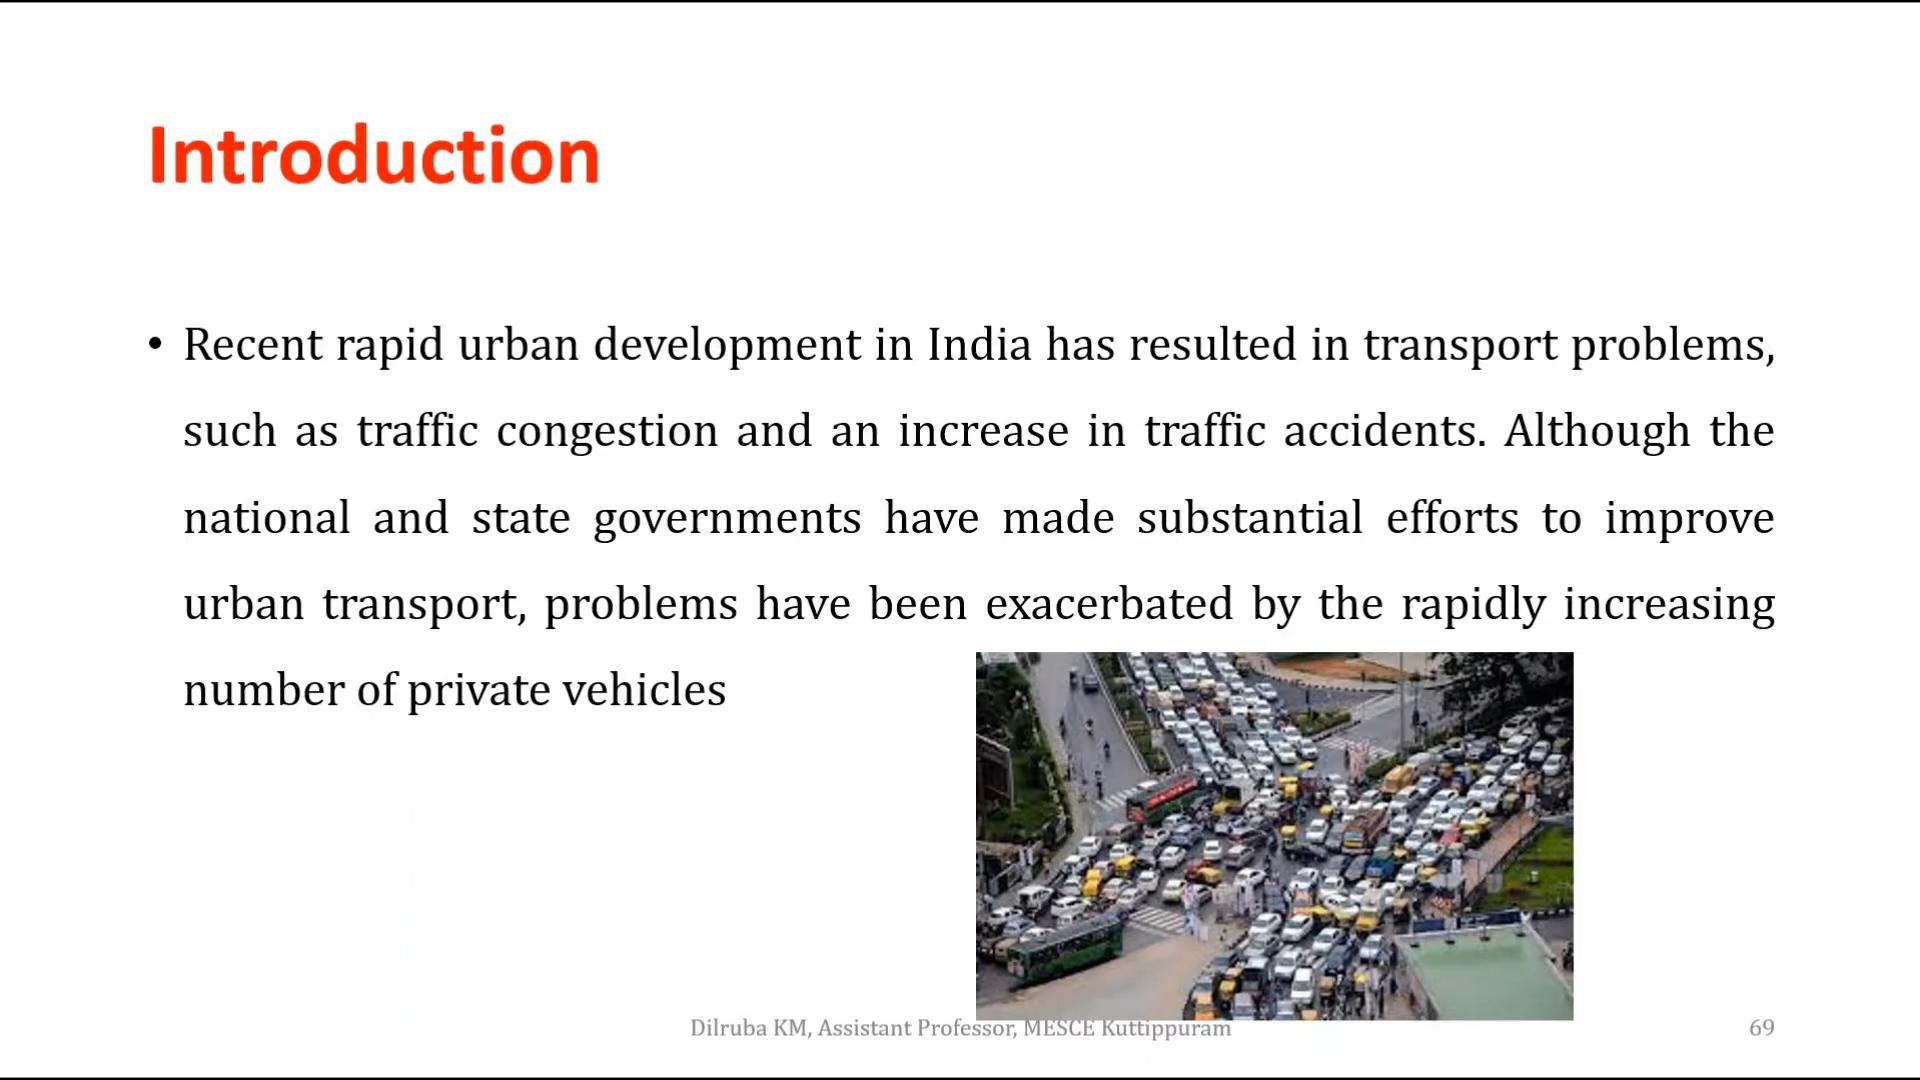 Introduction
• Recent rapid urban development in India has resulted in transport problems,
such as traffic congestion and an increase in traffic accidents. Although the
national and state governments have made substantial efforts to improve
urban transport, problems have been exacerbated by the rapidly increasing
number of private vehicles
Dilruba KM, Assistant Professor, MESCE Kuttippuram
69